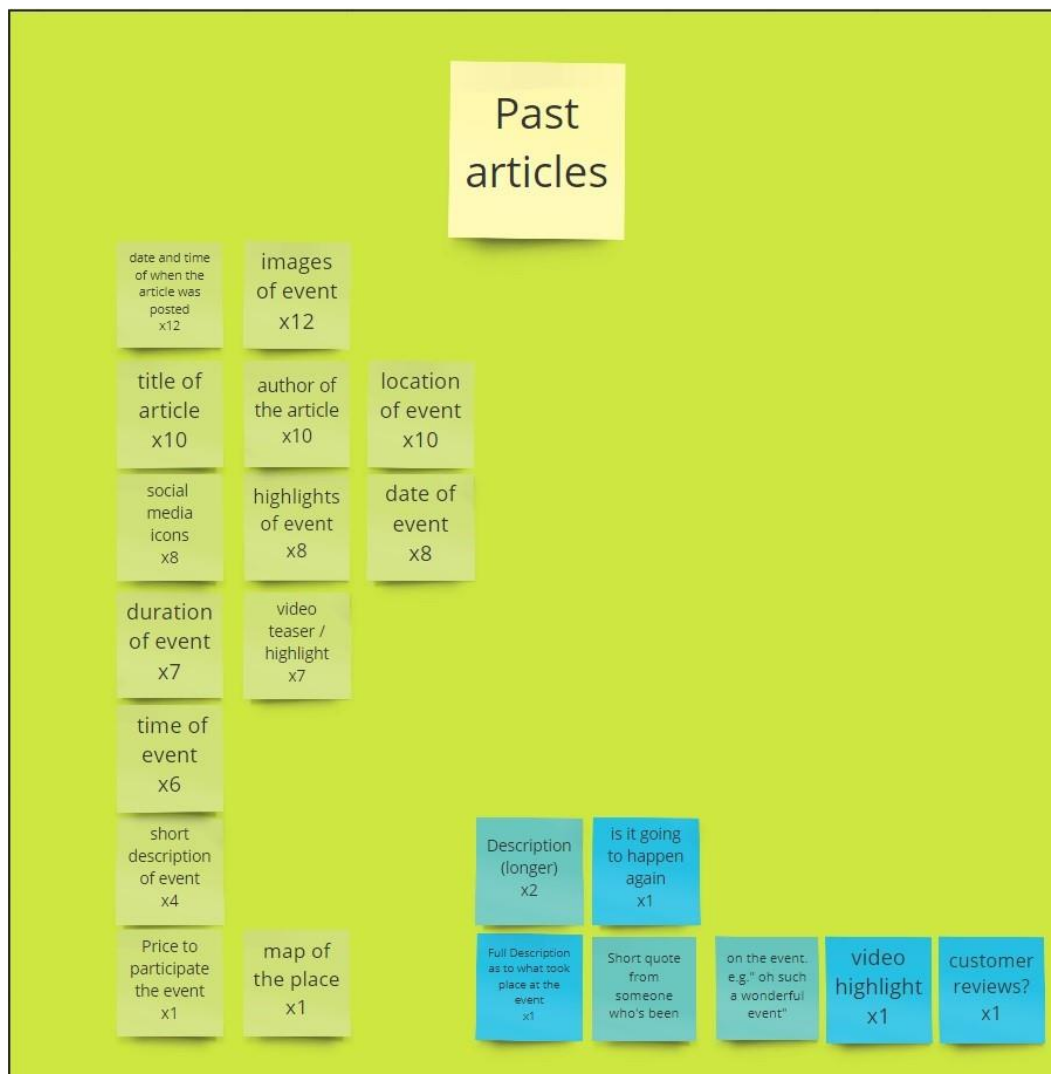 Past
articles
date and time
of when the
article was
posted
x12
images
of event
x12
title of
article
x10
author of
the article
x10
location
of event
x10
social
media
icons
x8
highlights
of event
x8
date of
event
x8
duration
of event
x7
video
teaser /
highlight
x7
time of
event
x6
short
description
of event
x4
Description
(longer)
x2
is it going
to happen
again
x1
Price to
participate
the event
x1
map of
the place
x1
Full Description
as to what took
place at the
event
x1
Short quote
from
someone
who's been
on the event.
e.g." oh such
a wonderful
event"
video
highlight
x1
customer
reviews?
x1